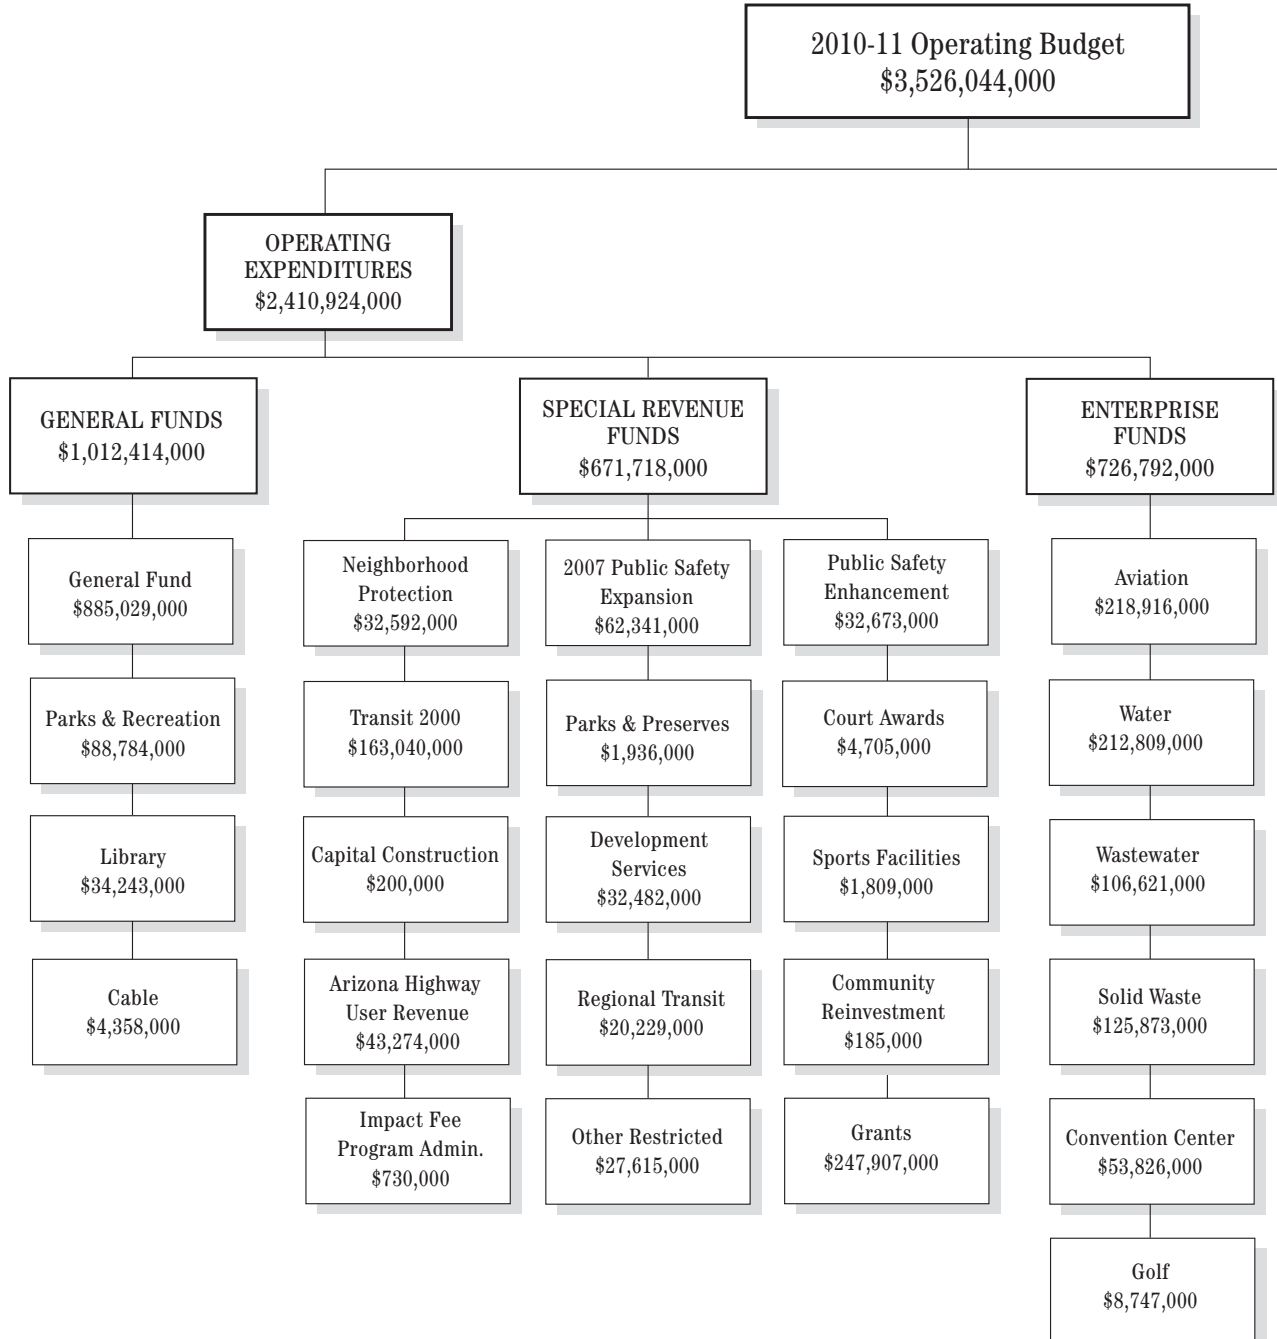 2010-11 Operating Budget
$3,526,044,000
OPERATING
EXPENDITURES
$2,410,924,000
GENERAL FUNDS
$1,012,414,000
General Fund
$885,029,000
Parks & Recreation
$88,784,000
Library
$34,243,000
Cable
$4,358,000
SPECIAL REVENUE
FUNDS
$671,718,000
Neighborhood
Protection
$32,592,000
Transit 2000
$163,040,000
Capital Construction
$200,000
Arizona Highway
User Revenue
$43,274,000
Impact Fee
Program Admin.
$730,000
2007 Public Safety
Expansion
$62,341,000
Parks & Preserves
$1,936,000
Development
Services
$32,482,000
Regional Transit
$20,229,000
Other Restricted
$27,615,000
Public Safety
Enhancement
$32,673,000
Court Awards
$4,705,000
Sports Facilities
$1,809,000
Community
Reinvestment
$185,000
Grants
$247,907,000
ENTERPRISE
FUNDS
$726,792,000
Aviation
$218,916,000
Water
$212,809,000
Wastewater
$106,621,000
Solid Waste
$125,873,000
Convention Center
$53,826,000
Golf
$8,747,000